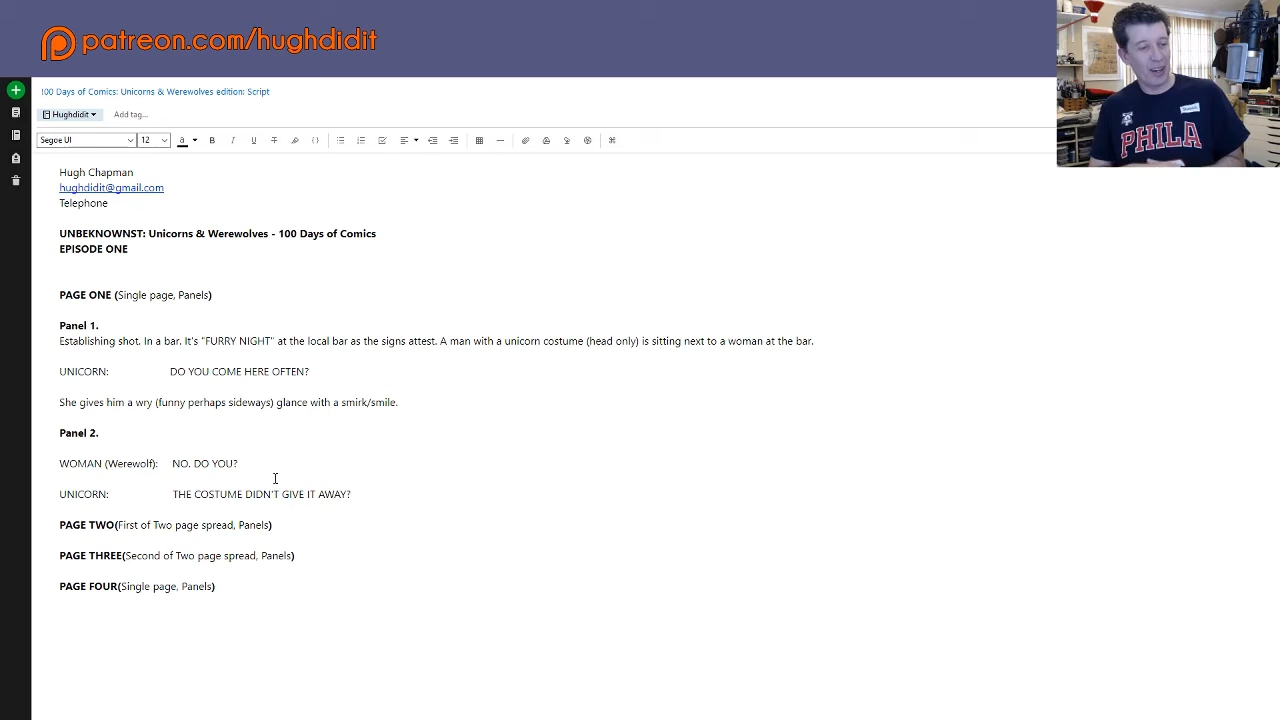 patreon.com/hughdidit
100 Days of Comics: Unicorns & Werewolves edition: Script
Hughdidit
Add tag...
Segoe UI
12
a
B
I
U
T
Hugh Chapman
hughdidit@gmail.com
Telephone
UNBEKNOWNST: Unicorns & Werewolves - 100 Days of Comics
EPISODE ONE
PAGE ONE (Single page, Panels)
Panel 1.
Establishing shot. In a bar. It's "FURRY NIGHT" at the local bar as the signs attest. A man with a unicorn costume (head only) is sitting next to a woman at the bar.
UNICORN: DO YOU COME HERE OFTEN?
She gives him a wry (funny perhaps sideways) glance with a smirk/smile.
Panel 2.
WOMAN (Werewolf): NO. DO YOU?
UNICORN: THE COSTUME DIDN'T GIVE IT AWAY?
PAGE TWO(First of Two page spread, Panels)
PAGE THREE(Second of Two page spread, Panels)
PAGE FOUR(Single page, Panels)
PHILA